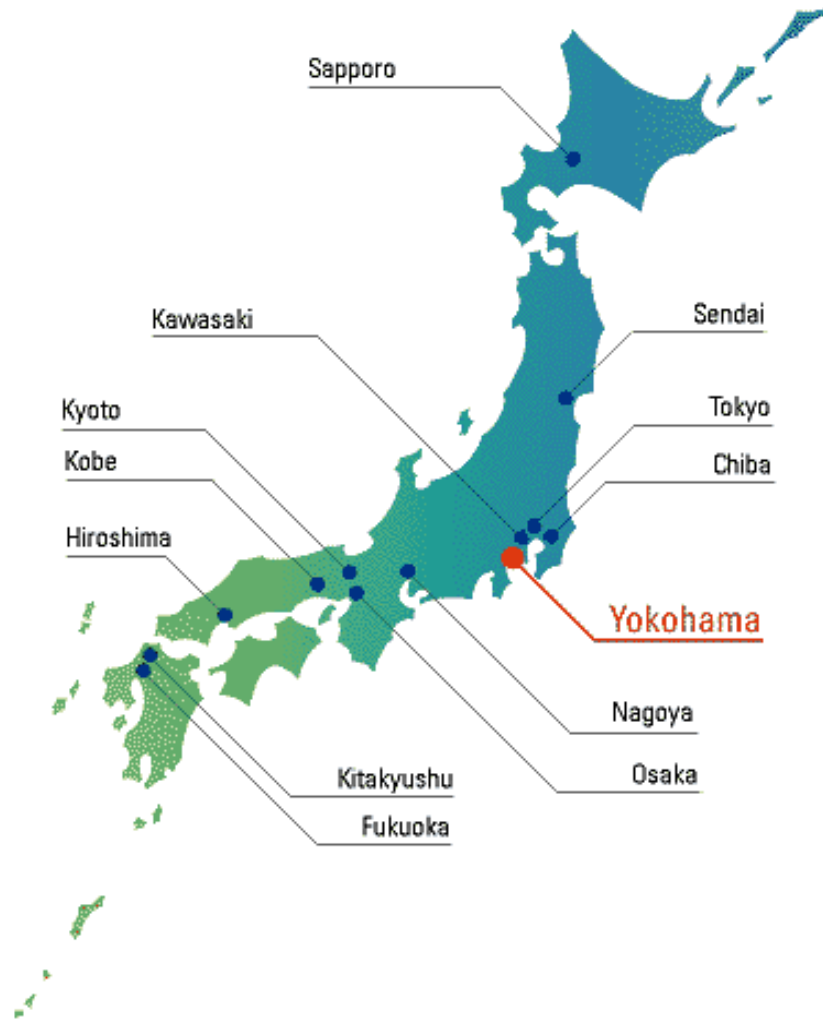 Sapporo
Sendai
Kawasaki
Tokyo
Kyoto
Kobe
Chiba
Hiroshima
Yokohama
Nagoya
Osaka
Kitakyushu
Fukuoka